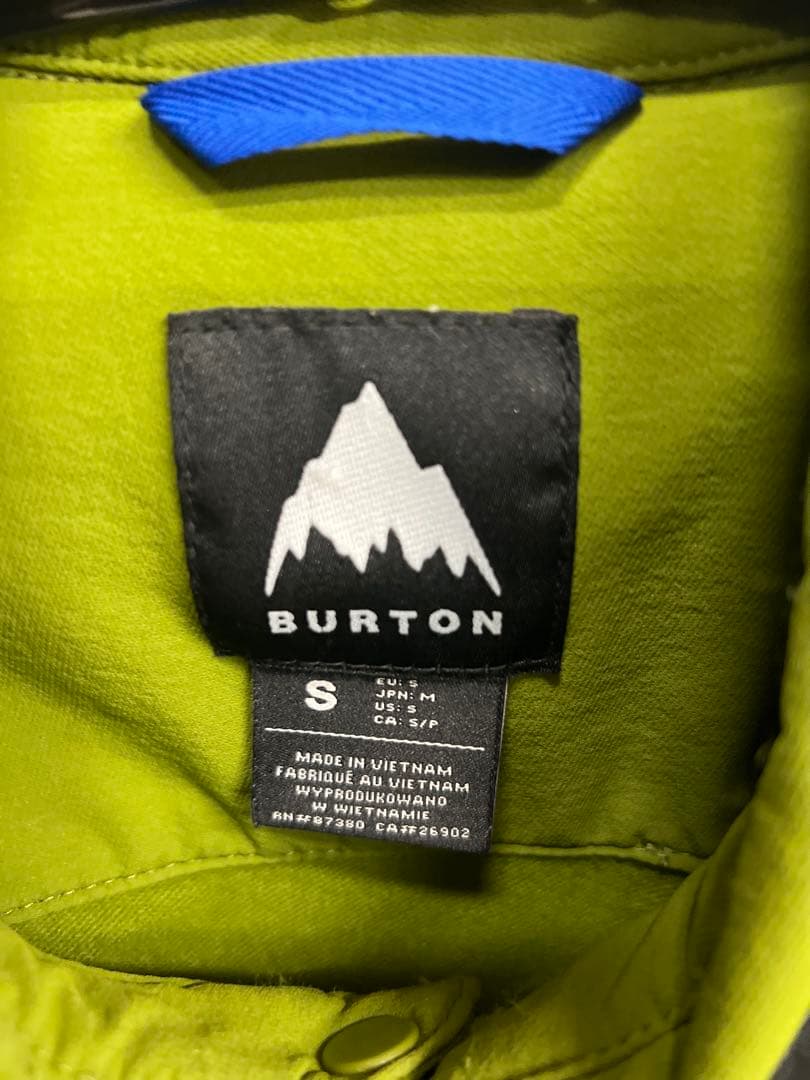 BURTON
S
EU: S
JPN: M
US: S
CA: S/P
MADE IN VIETNAM
FABRIQUÉ AU VIETNAM
WYPRODUKOWANO
W WIETNAMIE
RN#87380 CA#26902